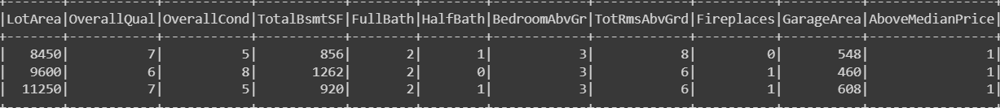 |LotArea|OverallQual|OverallCond|TotalBsmtSF|FullBath|HalfBath|BedroomAbvGr|TotRmsAbvGrd|Fireplaces|GarageArea|AboveMedianPrice|
| 8450| 7| 5| 856| 2| 1| 3| 8| 0| 548| 1|
| 9600| 6| 8| 1262| 2| 0| 3| 6| 1| 460| 1|
| 11250| 7| 5| 920| 2| 1| 3| 6| 1| 608| 1|